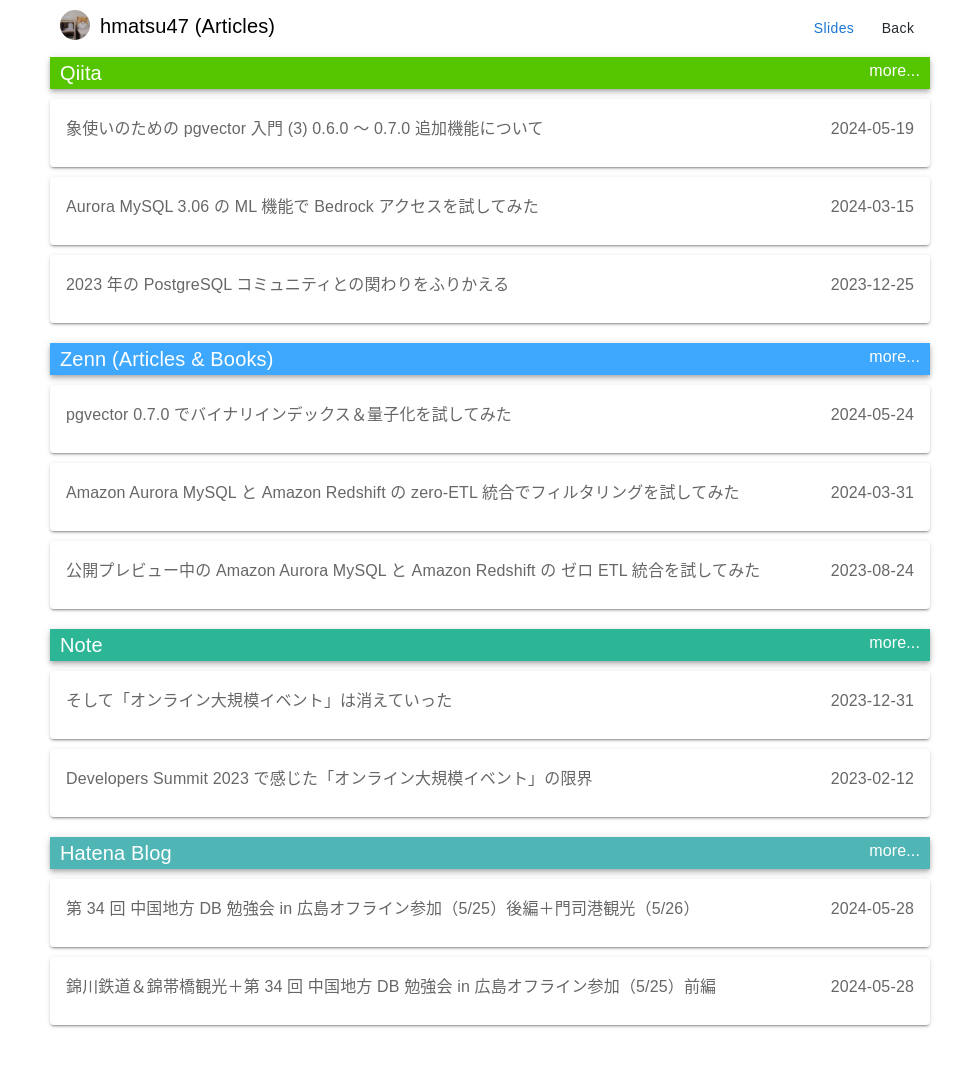 hmatsu47 (Articles)
Slides
Back
Qiita
more...
象使いのための pgvector 入門 (3) 0.6.0 〜 0.7.0 追加機能について
2024-05-19
Aurora MySQL 3.06 の ML 機能で Bedrock アクセスを試してみた
2024-03-15
2023 年の PostgreSQL コミュニティとの関わりをふりかえる
2023-12-25
Zenn (Articles & Books)
more...
pgvector 0.7.0 でバイナリインデックス＆量子化を試してみた
2024-05-24
Amazon Aurora MySQL と Amazon Redshift の zero-ETL 統合でフィルタリングを試してみた
2024-03-31
公開プレビュー中の Amazon Aurora MySQL と Amazon Redshift の ゼロ ETL 統合を試してみた
2023-08-24
Note
more...
そして「オンライン大規模イベント」は消えていった
2023-12-31
Developers Summit 2023 で感じた「オンライン大規模イベント」の限界
2023-02-12
Hatena Blog
more...
第 34 回 中国地方 DB 勉強会 in 広島オフライン参加（5/25）後編＋門司港観光（5/26）
2024-05-28
錦川鉄道＆錦帯橋観光＋第 34 回 中国地方 DB 勉強会 in 広島オフライン参加（5/25）前編
2024-05-28